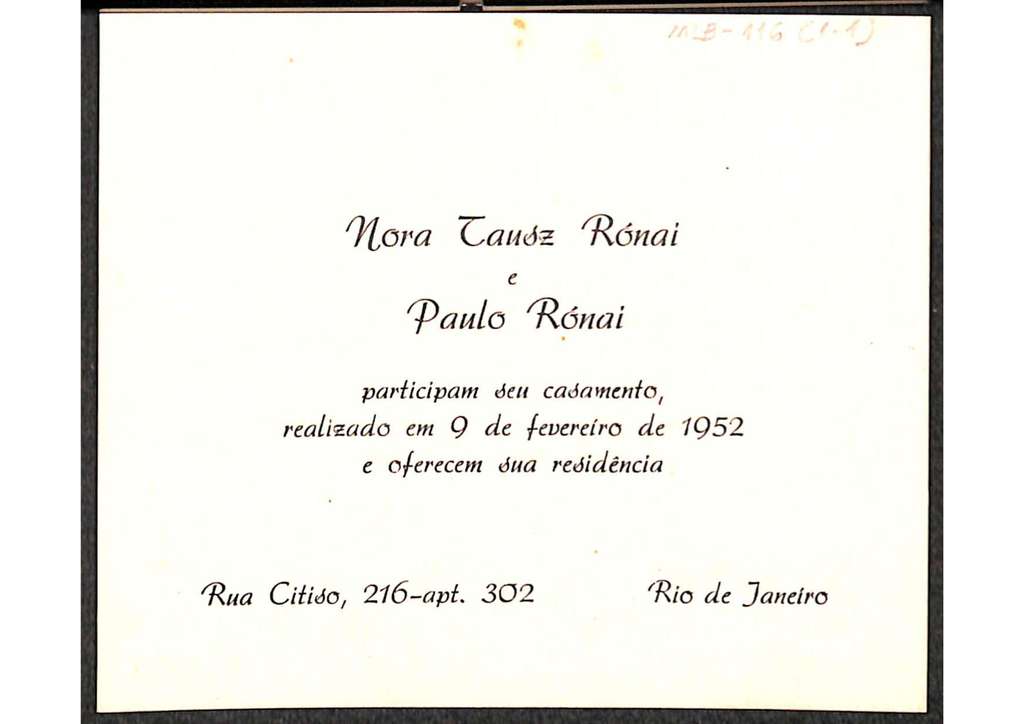 MB-116 (1-1)
Nora Tausz Rónai
e
Paulo Rónai
participam seu casamento,
realizado em 9 de fevereiro de 1952
e oferecem sua residência
Rua Citiso, 216-apt. 302 Rio de Janeiro